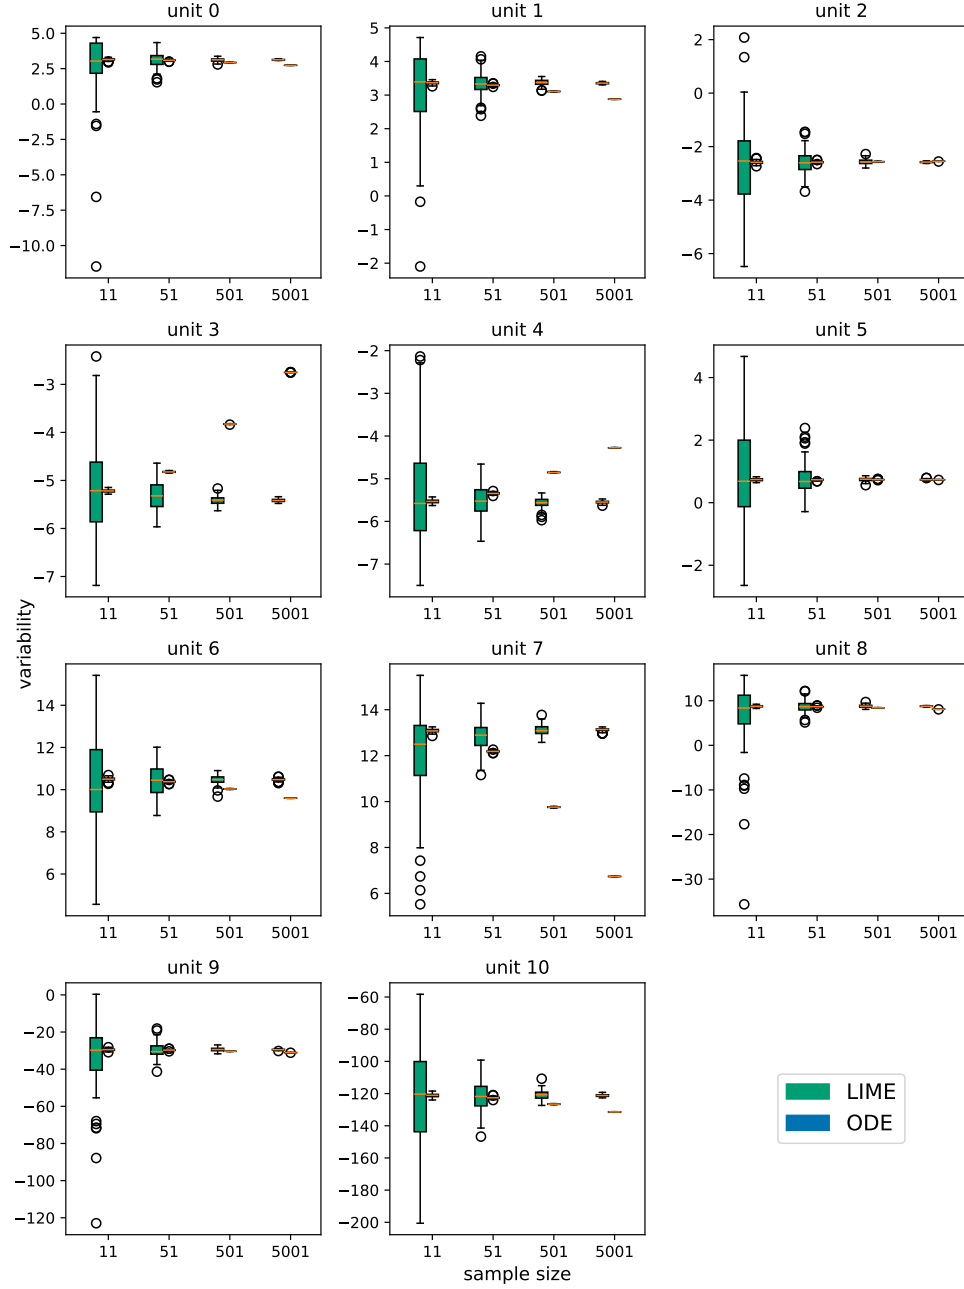 unit 0
5.0
2.5
0.0
−2.5
−5.0
−7.5
−10.0
11 51 501 5001
unit 1
5
4
3
2
1
0
−1
−2
11 51 501 5001
unit 2
2
0
−2
−4
−6
11 51 501 5001
unit 3
−3
−4
−5
−6
−7
11 51 501 5001
unit 4
−2
−3
−4
−5
−6
−7
11 51 501 5001
unit 5
4
2
0
−2
11 51 501 5001
variability
unit 6
14
12
10
8
6
11 51 501 5001
unit 7
14
12
10
8
6
11 51 501 5001
unit 8
10
0
−10
−20
−30
11 51 501 5001
unit 9
0
−20
−40
−60
−80
−100
−120
11 51 501 5001
unit 10
−60
−80
−100
−120
−140
−160
−180
−200
11 51 501 5001
sample size
LIME
ODE